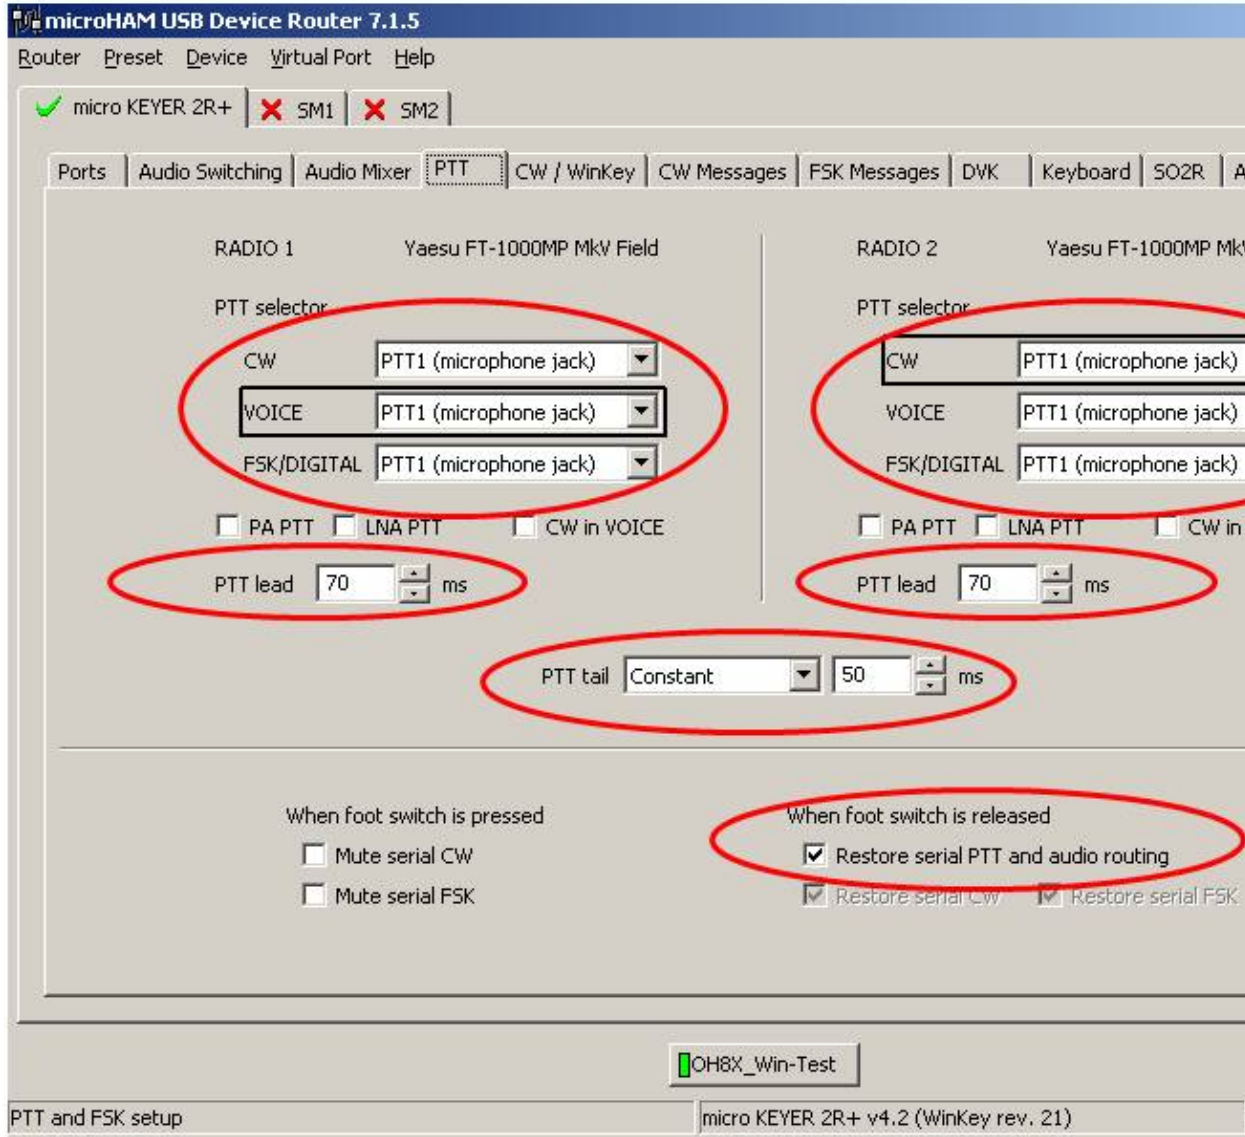 microHAM USB Device Router 7.1.5
Router Preset Device Virtual Port Help
micro KEYER 2R+ SM1 SM2
Ports Audio Switching Audio Mixer PTT CW / WinKey CW Messages FSK Messages DVK Keyboard SO2R A
RADIO 1 Yaesu FT-1000MP MkV Field RADIO 2 Yaesu FT-1000MP MkV
PTT selector PTT selector
CW PTT1 (microphone jack) CW PTT1 (microphone jack)
VOICE PTT1 (microphone jack) VOICE PTT1 (microphone jack)
FSK/DIGITAL PTT1 (microphone jack) FSK/DIGITAL PTT1 (microphone jack)
PA PTT LNA PTT CW in VOICE PA PTT LNA PTT CW in
PTT lead 70 ms PTT lead 70 ms
PTT tail Constant 50 ms
When foot switch is pressed When foot switch is released
Mute serial CW Restore serial PTT and audio routing
Mute serial FSK Restore serial CW Restore serial FSK
OH8X_Win-Test
PTT and FSK setup micro KEYER 2R+ v4.2 (WinKey rev. 21)